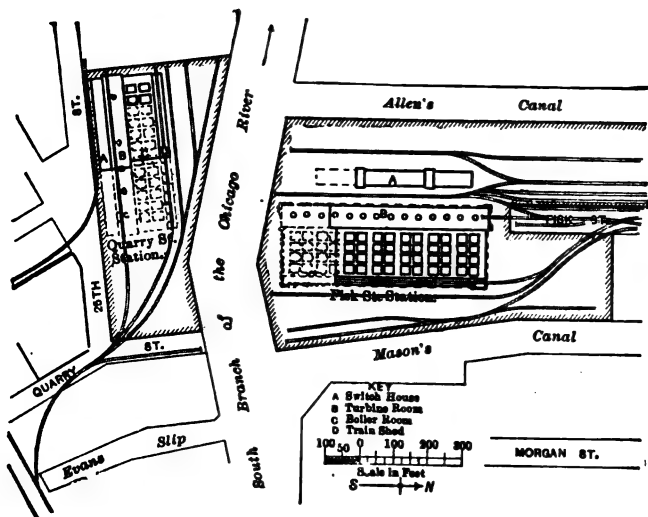 Allen's Canal
ST.
25TH
A
B
D
Quarry St.
Station.
QUARRY
ST.
Evans Slip
South Branch of the Chicago River
A
B
FISK ST.
Fisk St. Station
Mason's Canal
KEY
A Switch House
B Turbine Room
C Boiler Room
D Train Shed
100 50 0 100 200 300
Scale in Feet
S N
MORGAN ST.